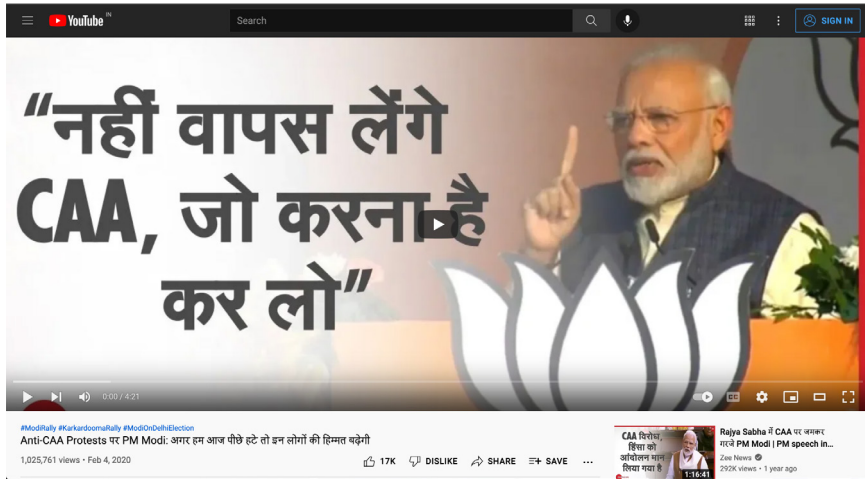 YouTube IN
Search
SIGN IN
“नहीं वापस लेंगे
CAA, जो करना है
कर लो”
0:00 / 4:21
CC
#ModiRally #KarkardoomaRally #ModiOnDelhiElection
Anti-CAA Protests पर PM Modi: अगर हम आज पीछे हटे तो इन लोगों की हिम्मत बढ़ेगी
1,025,761 views • Feb 4, 2020
17K DISLIKE SHARE SAVE ...
CAA विरोध,
हिंसा को
आंदोलन मान
लिया गया है
1:16:41
Rajya Sabha में CAA पर जमकर
गरजे PM Modi | PM speech in...
Zee News
292K views • 1 year ago